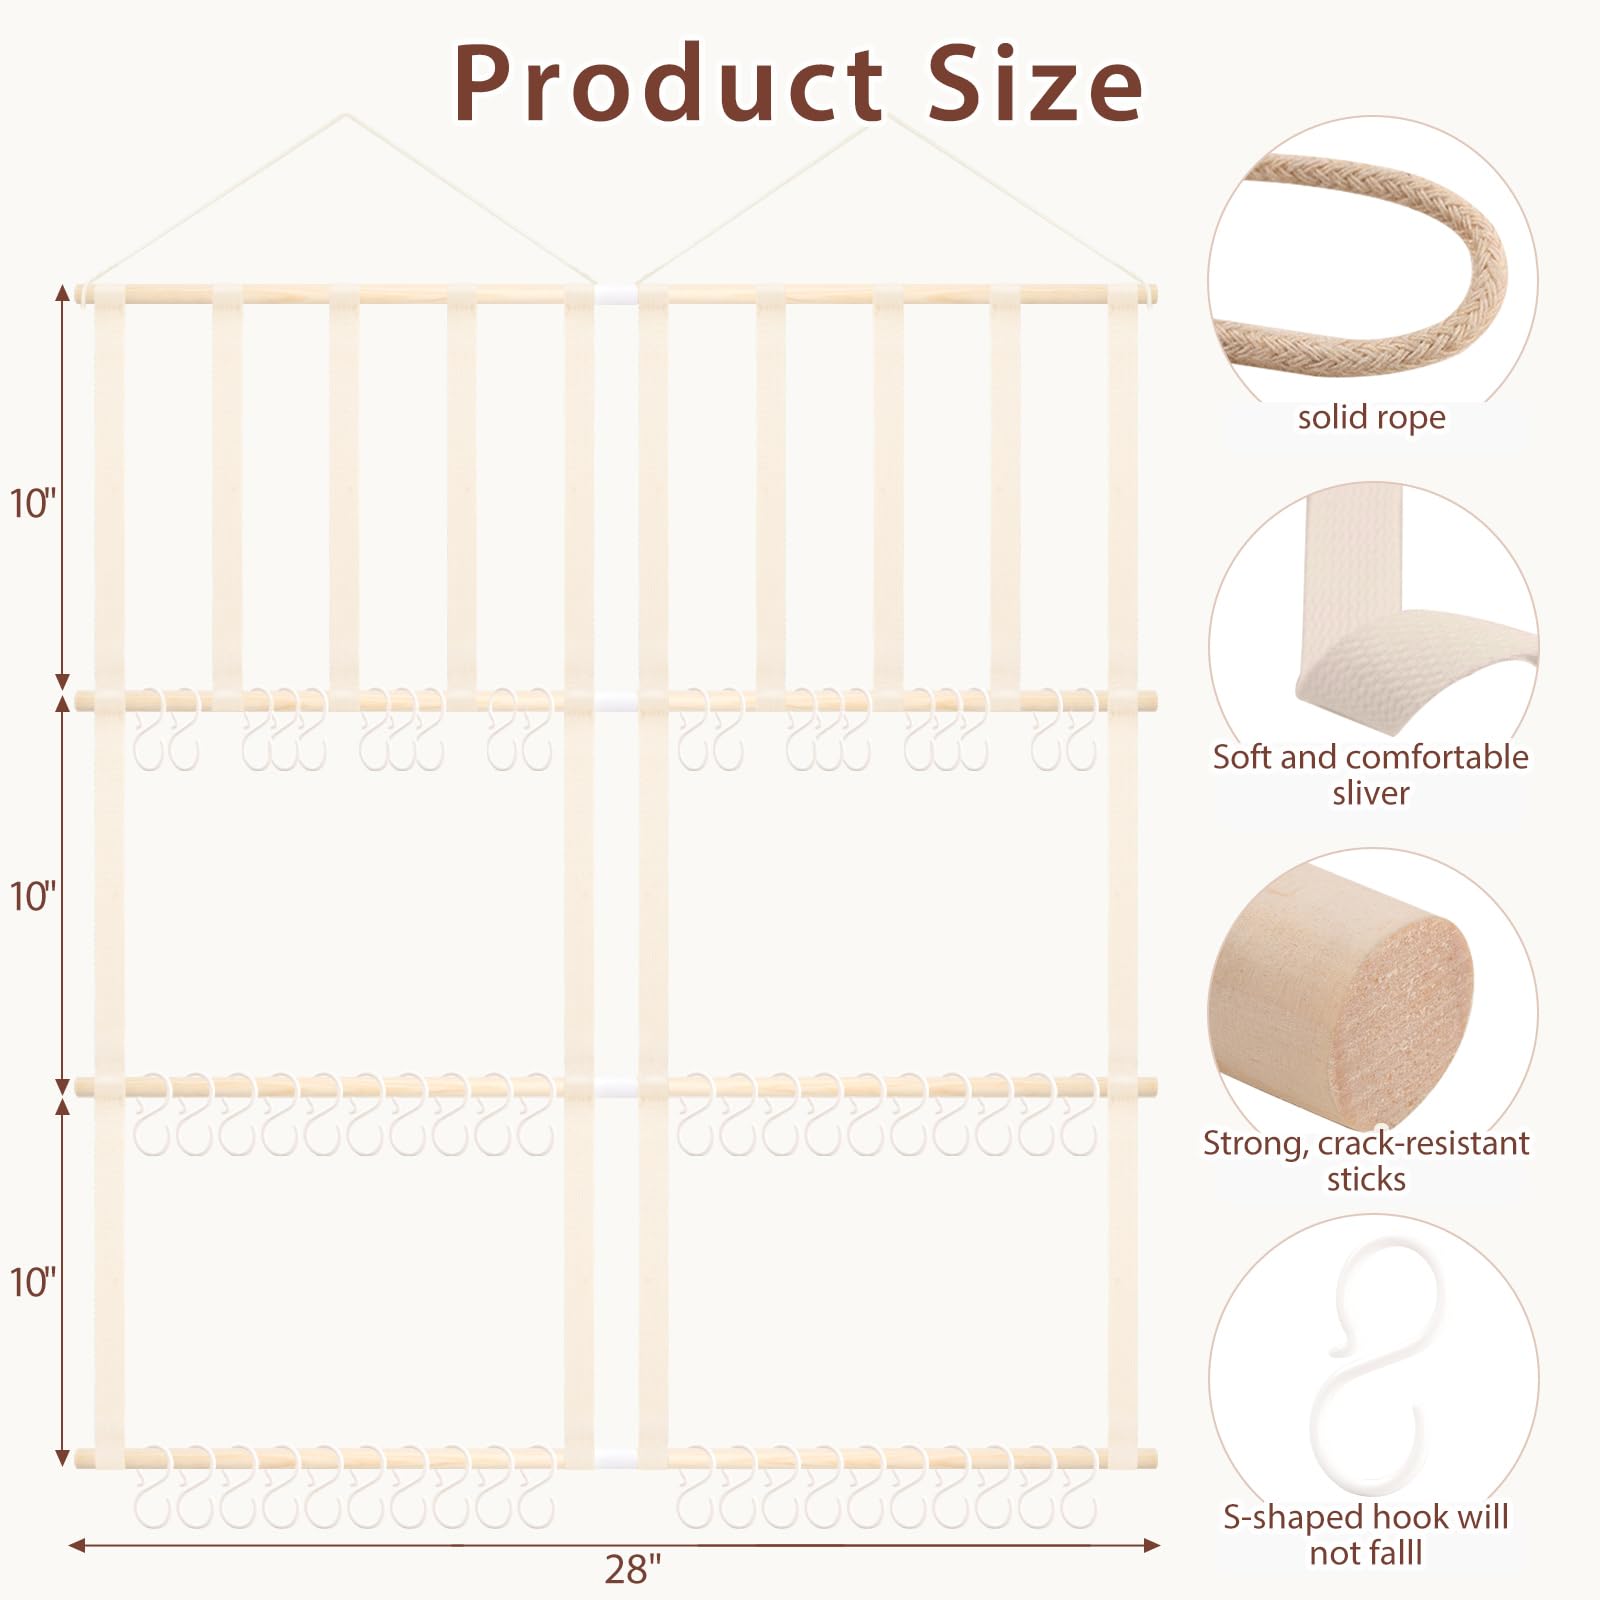 Product Size
solid rope
10"
Soft and comfortable
sliver
10"
Strong, crack-resistant
sticks
10"
S-shaped hook will
not falll
28"